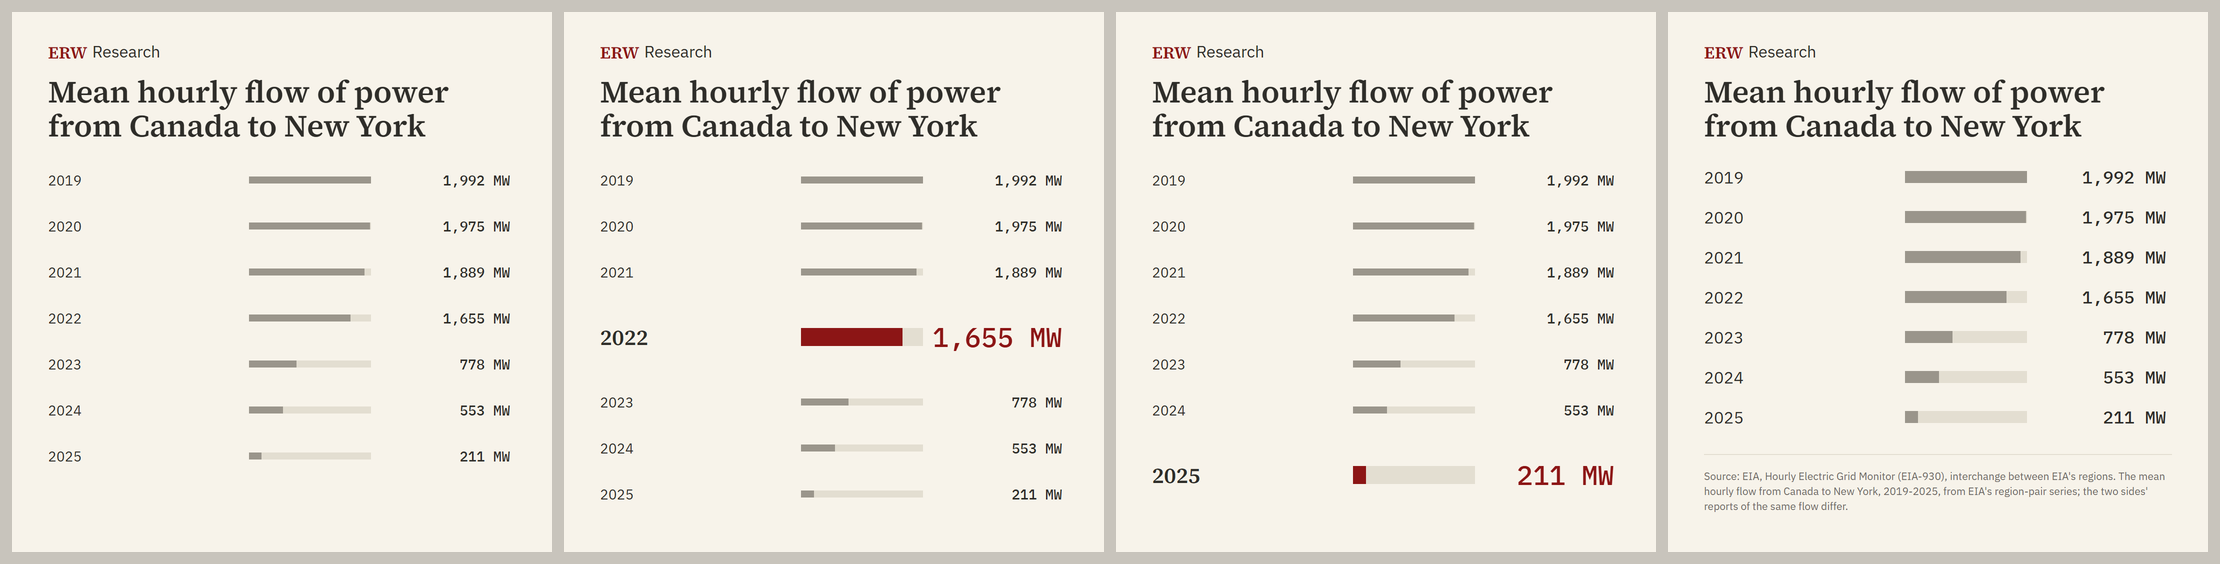 ERW Research
Mean hourly flow of power
from Canada to New York
2019 1,992 MW
2020 1,975 MW
2021 1,889 MW
2022 1,655 MW
2023 778 MW
2024 553 MW
2025 211 MW
ERW Research
Mean hourly flow of power
from Canada to New York
2019 1,992 MW
2020 1,975 MW
2021 1,889 MW
2022 1,655 MW
2023 778 MW
2024 553 MW
2025 211 MW
ERW Research
Mean hourly flow of power
from Canada to New York
2019 1,992 MW
2020 1,975 MW
2021 1,889 MW
2022 1,655 MW
2023 778 MW
2024 553 MW
2025 211 MW
ERW Research
Mean hourly flow of power
from Canada to New York
2019 1,992 MW
2020 1,975 MW
2021 1,889 MW
2022 1,655 MW
2023 778 MW
2024 553 MW
2025 211 MW
Source: EIA, Hourly Electric Grid Monitor (EIA-930), interchange between EIA's regions. The mean
hourly flow from Canada to New York, 2019-2025, from EIA's region-pair series; the two sides'
reports of the same flow differ.